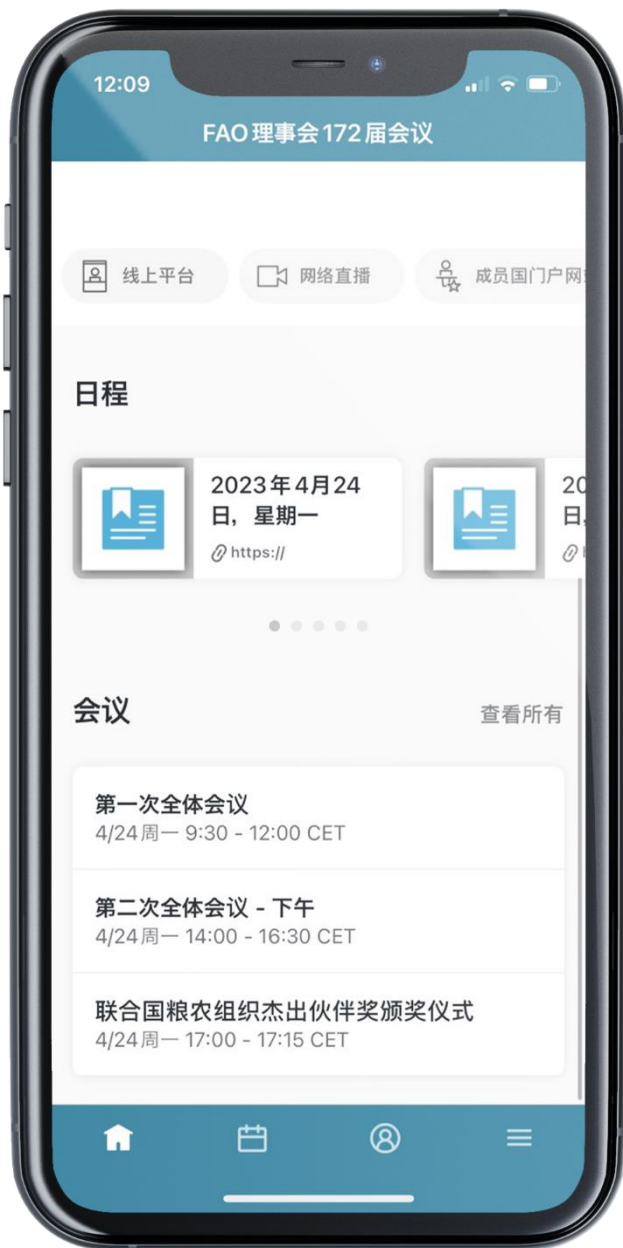 12:09
FAO理事会172届会议
线上平台
网络直播
成员国门户网
日程
2023年4月24
日，星期一
https://
20
日,
会议
查看所有
第一次全体会议
4/24周一 9:30 - 12:00 CET
第二次全体会议 - 下午
4/24周一 14:00 - 16:30 CET
联合国粮农组织杰出伙伴奖颁奖仪式
4/24周一 17:00 - 17:15 CET